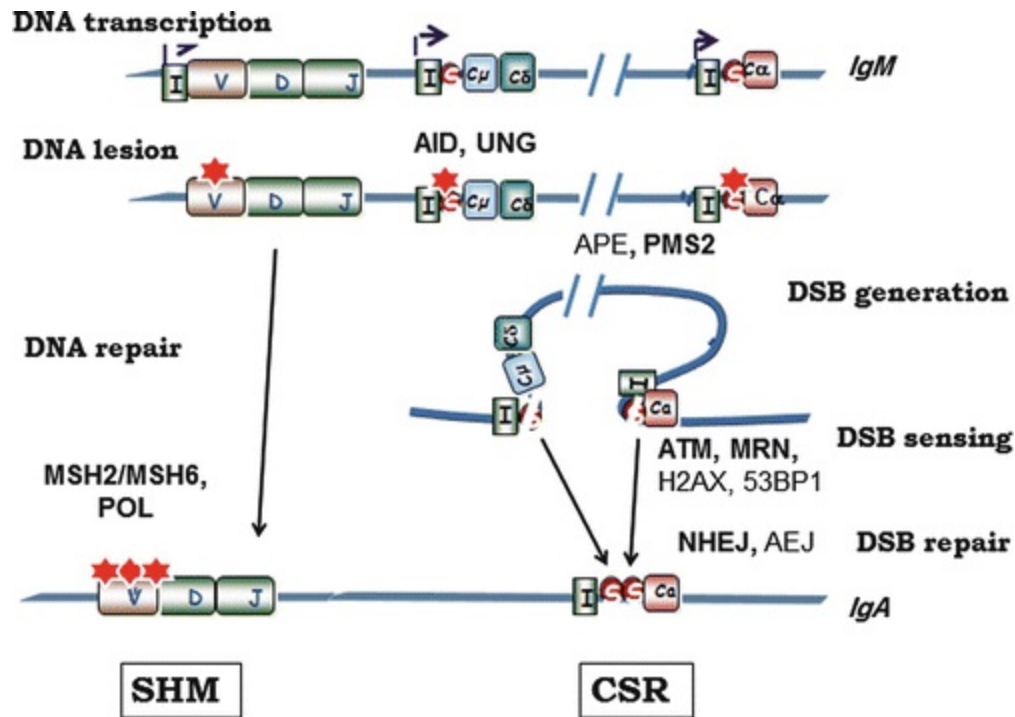 DNA transcription
I V D J I S Cμ Cδ I S Cα IgM
DNA lesion
AID, UNG
V D J I S Cμ Cδ I S Cα
APE, PMS2
DSB generation
Cδ
DNA repair
Cμ I
I S S Cα
DSB sensing
ATM, MRN,
H2AX, 53BP1
MSH2/MSH6,
POL
NHEJ, AEJ DSB repair
V D J I S S Cα IgA
SHM CSR